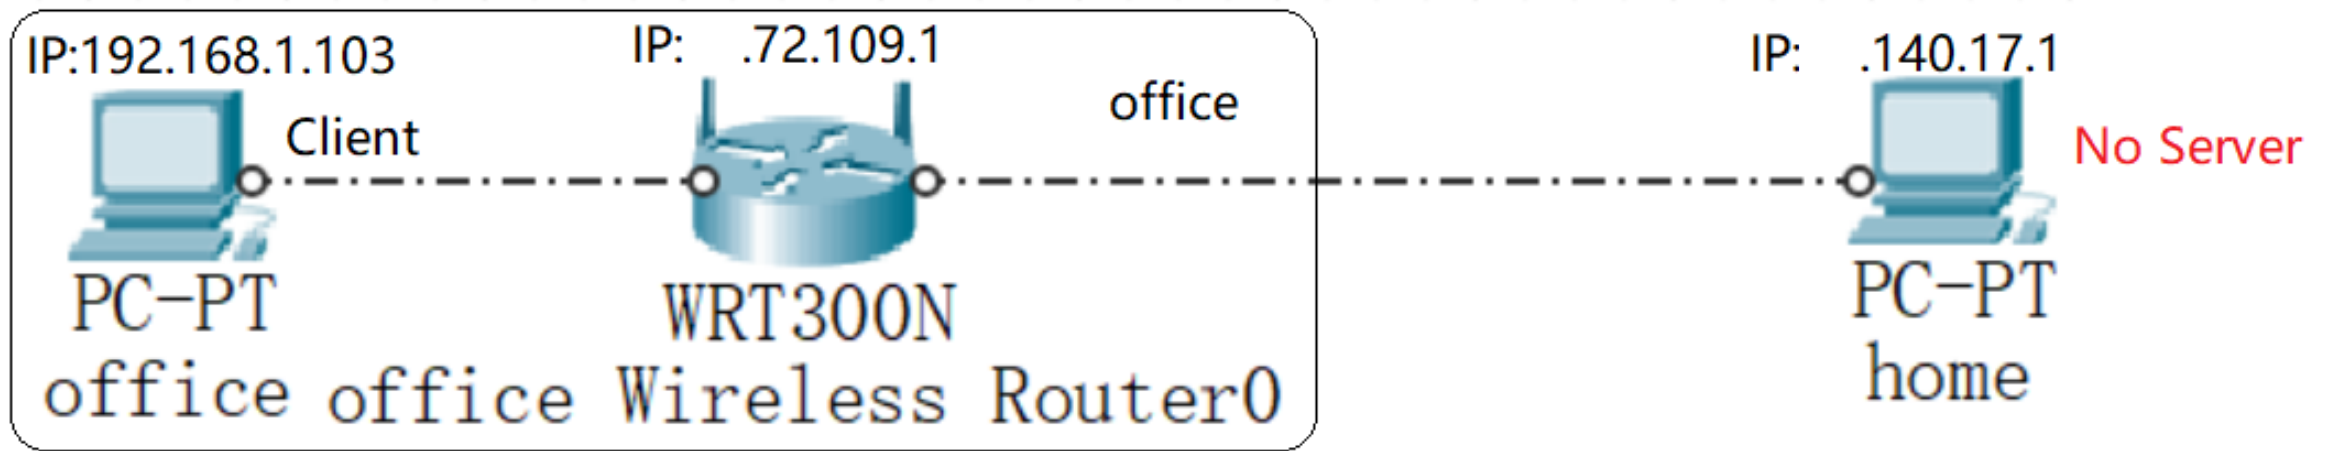 IP:192.168.1.103
IP: .72.109.1
IP: .140.17.1
Client
office
No Server
PC-PT
office
WRT300N
office Wireless Router0
PC-PT
home